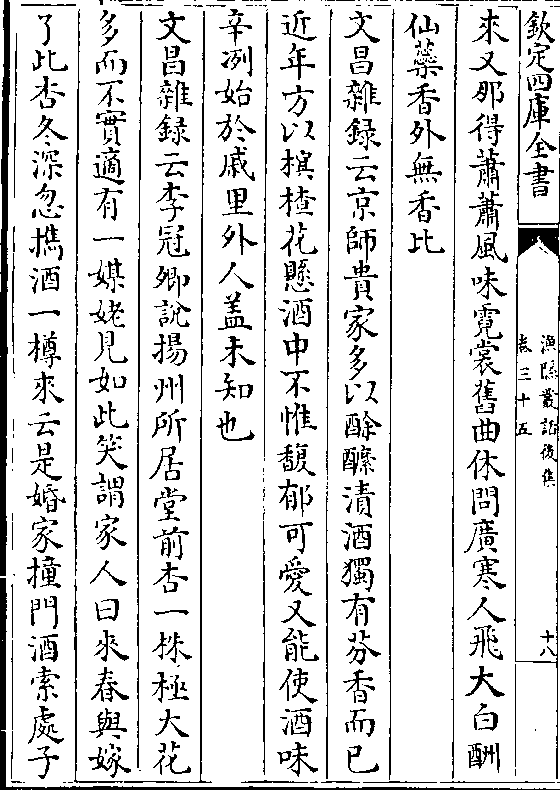 欽定四庫全書
漁隱叢話後集
卷三十五
十八
來又那得蕭蕭風味霓裳舊曲休問廣寒人飛大白酬
仙蘂香外無香比
文昌雜録云京師貴家多以酴醿漬酒獨有芬香而已
近年方以榠樝花懸酒中不惟馥郁可愛又能使酒味
辛冽始於戚里外人盖未知也
文昌雜録云李冠卿說揚州所居堂前杏一株極大花
多而不實適有一媒姥見如此笑謂家人曰來春與嫁
了此杏冬深忽攜酒一樽來云是婚家撞門酒索處子